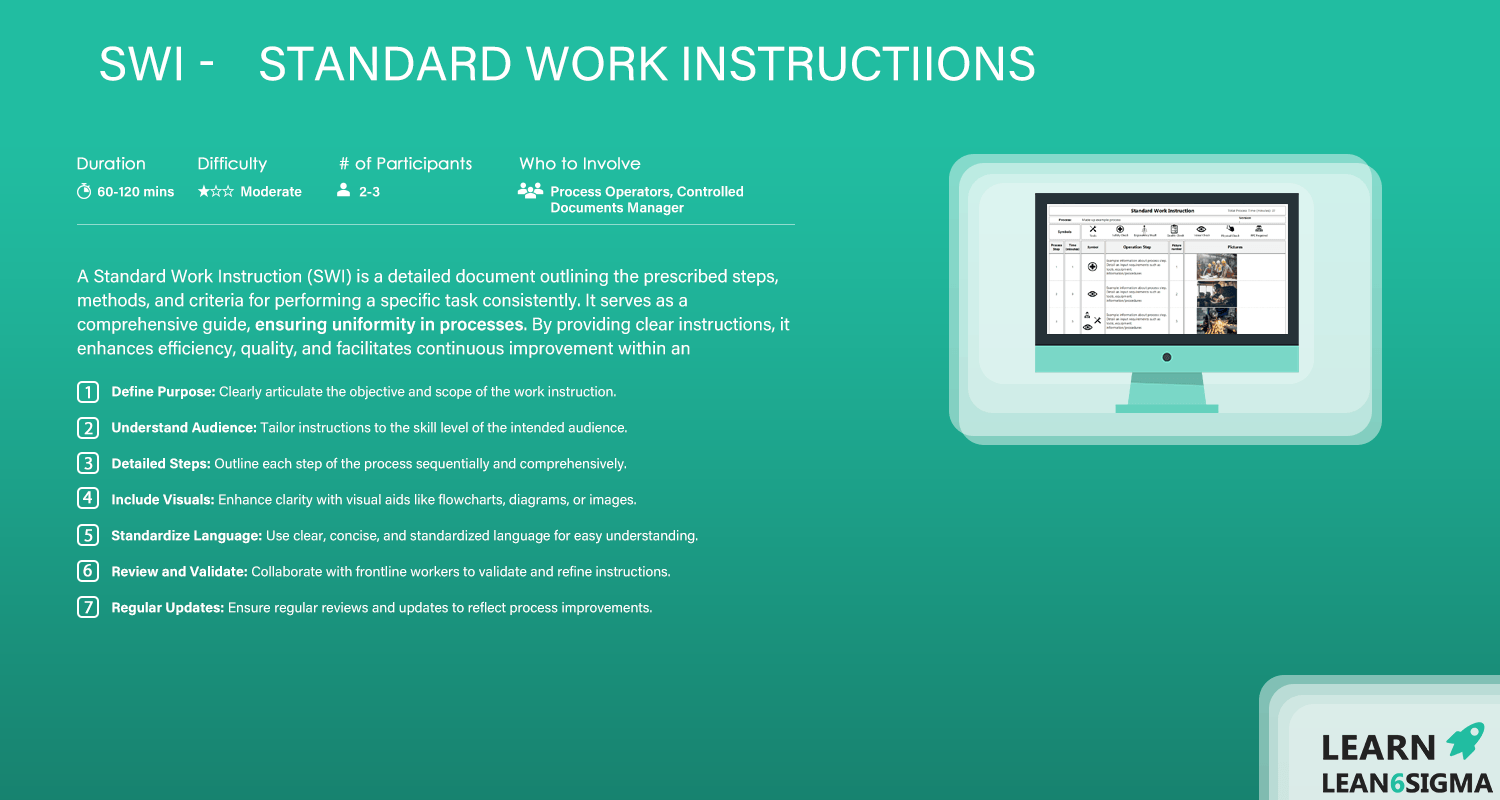 SWI - STANDARD WORK INSTRUCTIIONS
Duration
Difficulty
# of Participants
Who to Involve
60-120 mins
Moderate
2-3
Process Operators, Controlled
Documents Manager
A Standard Work Instruction (SWI) is a detailed document outlining the prescribed steps,
methods, and criteria for performing a specific task consistently. It serves as a
comprehensive guide, ensuring uniformity in processes. By providing clear instructions, it
enhances efficiency, quality, and facilitates continuous improvement within an
1 Define Purpose: Clearly articulate the objective and scope of the work instruction.
2 Understand Audience: Tailor instructions to the skill level of the intended audience.
3 Detailed Steps: Outline each step of the process sequentially and comprehensively.
4 Include Visuals: Enhance clarity with visual aids like flowcharts, diagrams, or images.
5 Standardize Language: Use clear, concise, and standardized language for easy understanding.
6 Review and Validate: Collaborate with frontline workers to validate and refine instructions.
7 Regular Updates: Ensure regular reviews and updates to reflect process improvements.
Standard Work Instruction
Process
Symbols
Symbol
Operation Step
Pictures
LEARN
LEAN6SIGMA